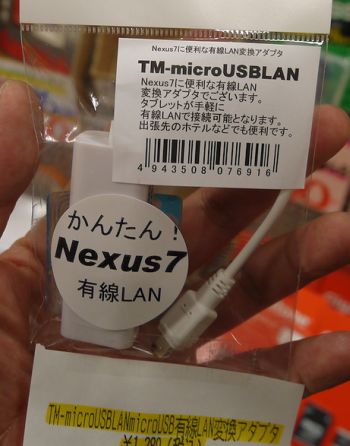 Nexus7に便利な有線LAN変換アダプタ
TM-microUSBLAN
Nexus7に便利な有線LAN
変換アダプタでございます。
タブレットが手軽に
有線LANで接続可能となります。
出張先のホテルなどでも便利です。
4 943508 076916
かんたん!
Nexus7
有線LAN
TM-microUSBLANmicroUSB有線LAN変換アダプタ
¥1,280(税込)